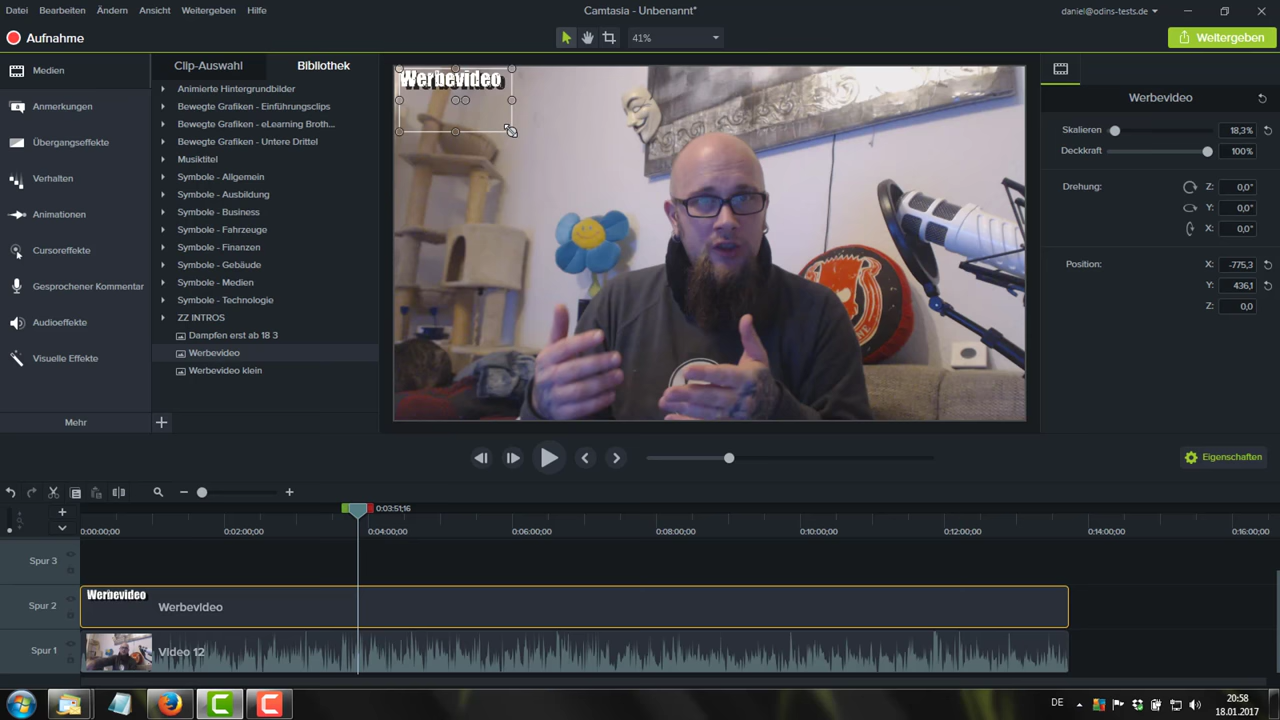 Datei Bearbeiten Ändern Ansicht Weitergeben Hilfe
Camtasia - Unbenannt*
daniel@odins-tests.de
Aufnahme
41%
Weitergeben
Medien
Anmerkungen
Übergangseffekte
Verhalten
Animationen
Cursoreffekte
Gesprochener Kommentar
Audioeffekte
Visuelle Effekte
Mehr
Clip-Auswahl Bibliothek
Animierte Hintergrundbilder
Bewegte Grafiken - Einführungsclips
Bewegte Grafiken - eLearning Broth...
Bewegte Grafiken - Untere Drittel
Musiktitel
Symbole - Allgemein
Symbole - Ausbildung
Symbole - Business
Symbole - Fahrzeuge
Symbole - Finanzen
Symbole - Gebäude
Symbole - Medien
Symbole - Technologie
ZZ INTROS
Dampfen erst ab 18 3
Werbevideo
Werbevideo klein
Werbevideo
Werbevideo
Skalieren 18,3%
Deckkraft 100%
Drehung: Z: 0,0°
Y: 0,0°
X: 0,0°
Position: X: -775,3
Y: 436,1
Z: 0,0
Eigenschaften
0:03:51;16
0:00:00;00 0:02:00;00 0:04:00;00 0:06:00;00 0:08:00;00 0:10:00;00 0:12:00;00 0:14:00;00 0:16:00;00
Spur 3
Spur 2
Werbevideo
Werbevideo
Spur 1
Video 12
DE
20:58
18.01.2017